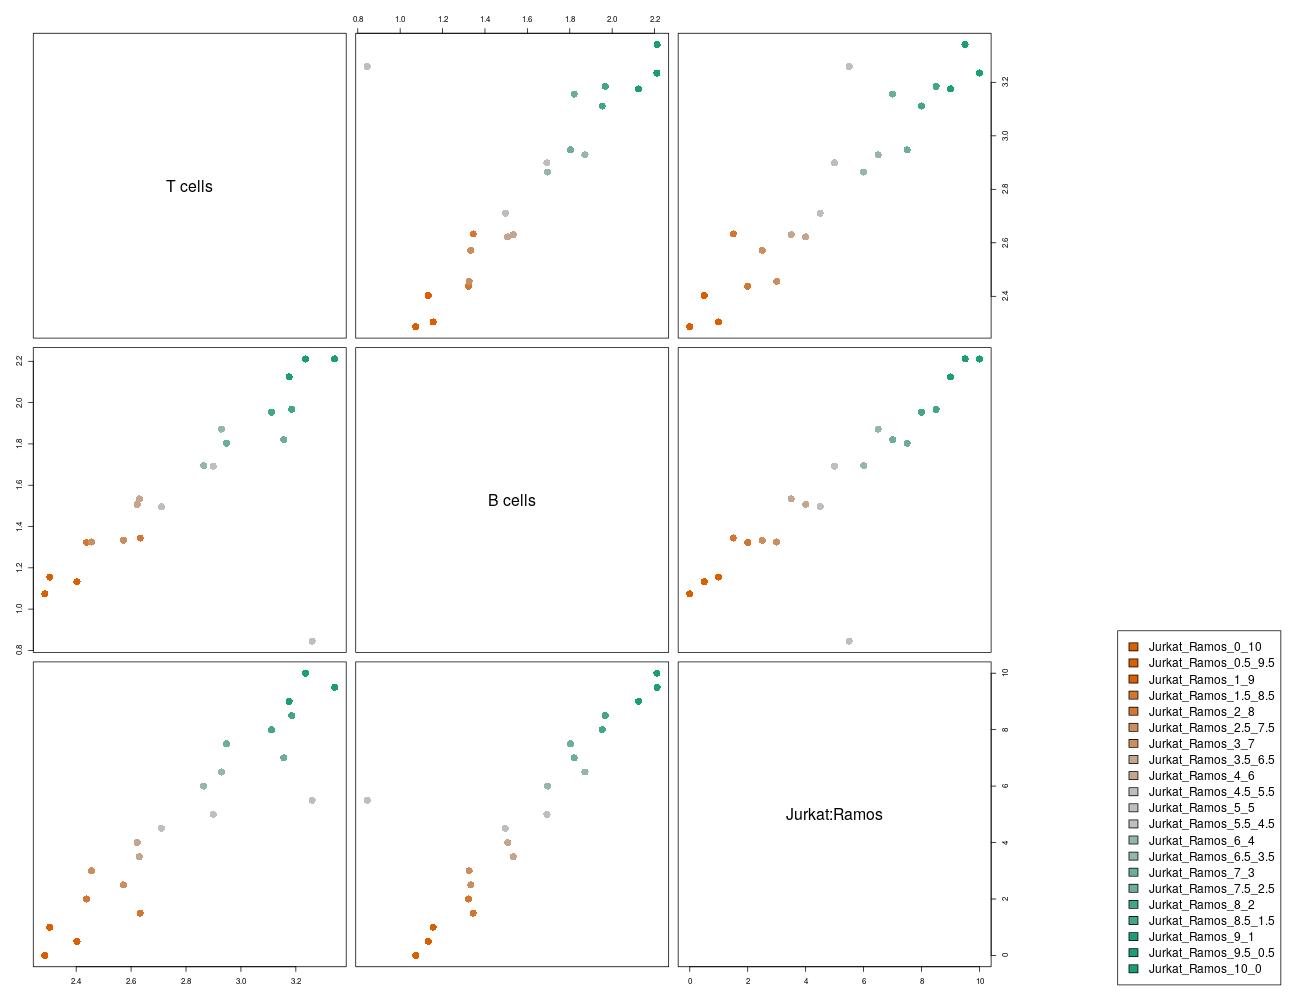 0.8 1.0 1.2 1.4 1.6 1.8 2.0 2.2
T cells
2.4 2.6 2.8 3.0 3.2
0.8 1.0 1.2 1.4 1.6 1.8 2.0 2.2
B cells
Jurkat:Ramos
0 2 4 6 8 10
2.4 2.6 2.8 3.0 3.2
0 2 4 6 8 10
Jurkat_Ramos_0_10
Jurkat_Ramos_0.5_9.5
Jurkat_Ramos_1_9
Jurkat_Ramos_1.5_8.5
Jurkat_Ramos_2_8
Jurkat_Ramos_2.5_7.5
Jurkat_Ramos_3_7
Jurkat_Ramos_3.5_6.5
Jurkat_Ramos_4_6
Jurkat_Ramos_4.5_5.5
Jurkat_Ramos_5_5
Jurkat_Ramos_5.5_4.5
Jurkat_Ramos_6_4
Jurkat_Ramos_6.5_3.5
Jurkat_Ramos_7_3
Jurkat_Ramos_7.5_2.5
Jurkat_Ramos_8_2
Jurkat_Ramos_8.5_1.5
Jurkat_Ramos_9_1
Jurkat_Ramos_9.5_0.5
Jurkat_Ramos_10_0